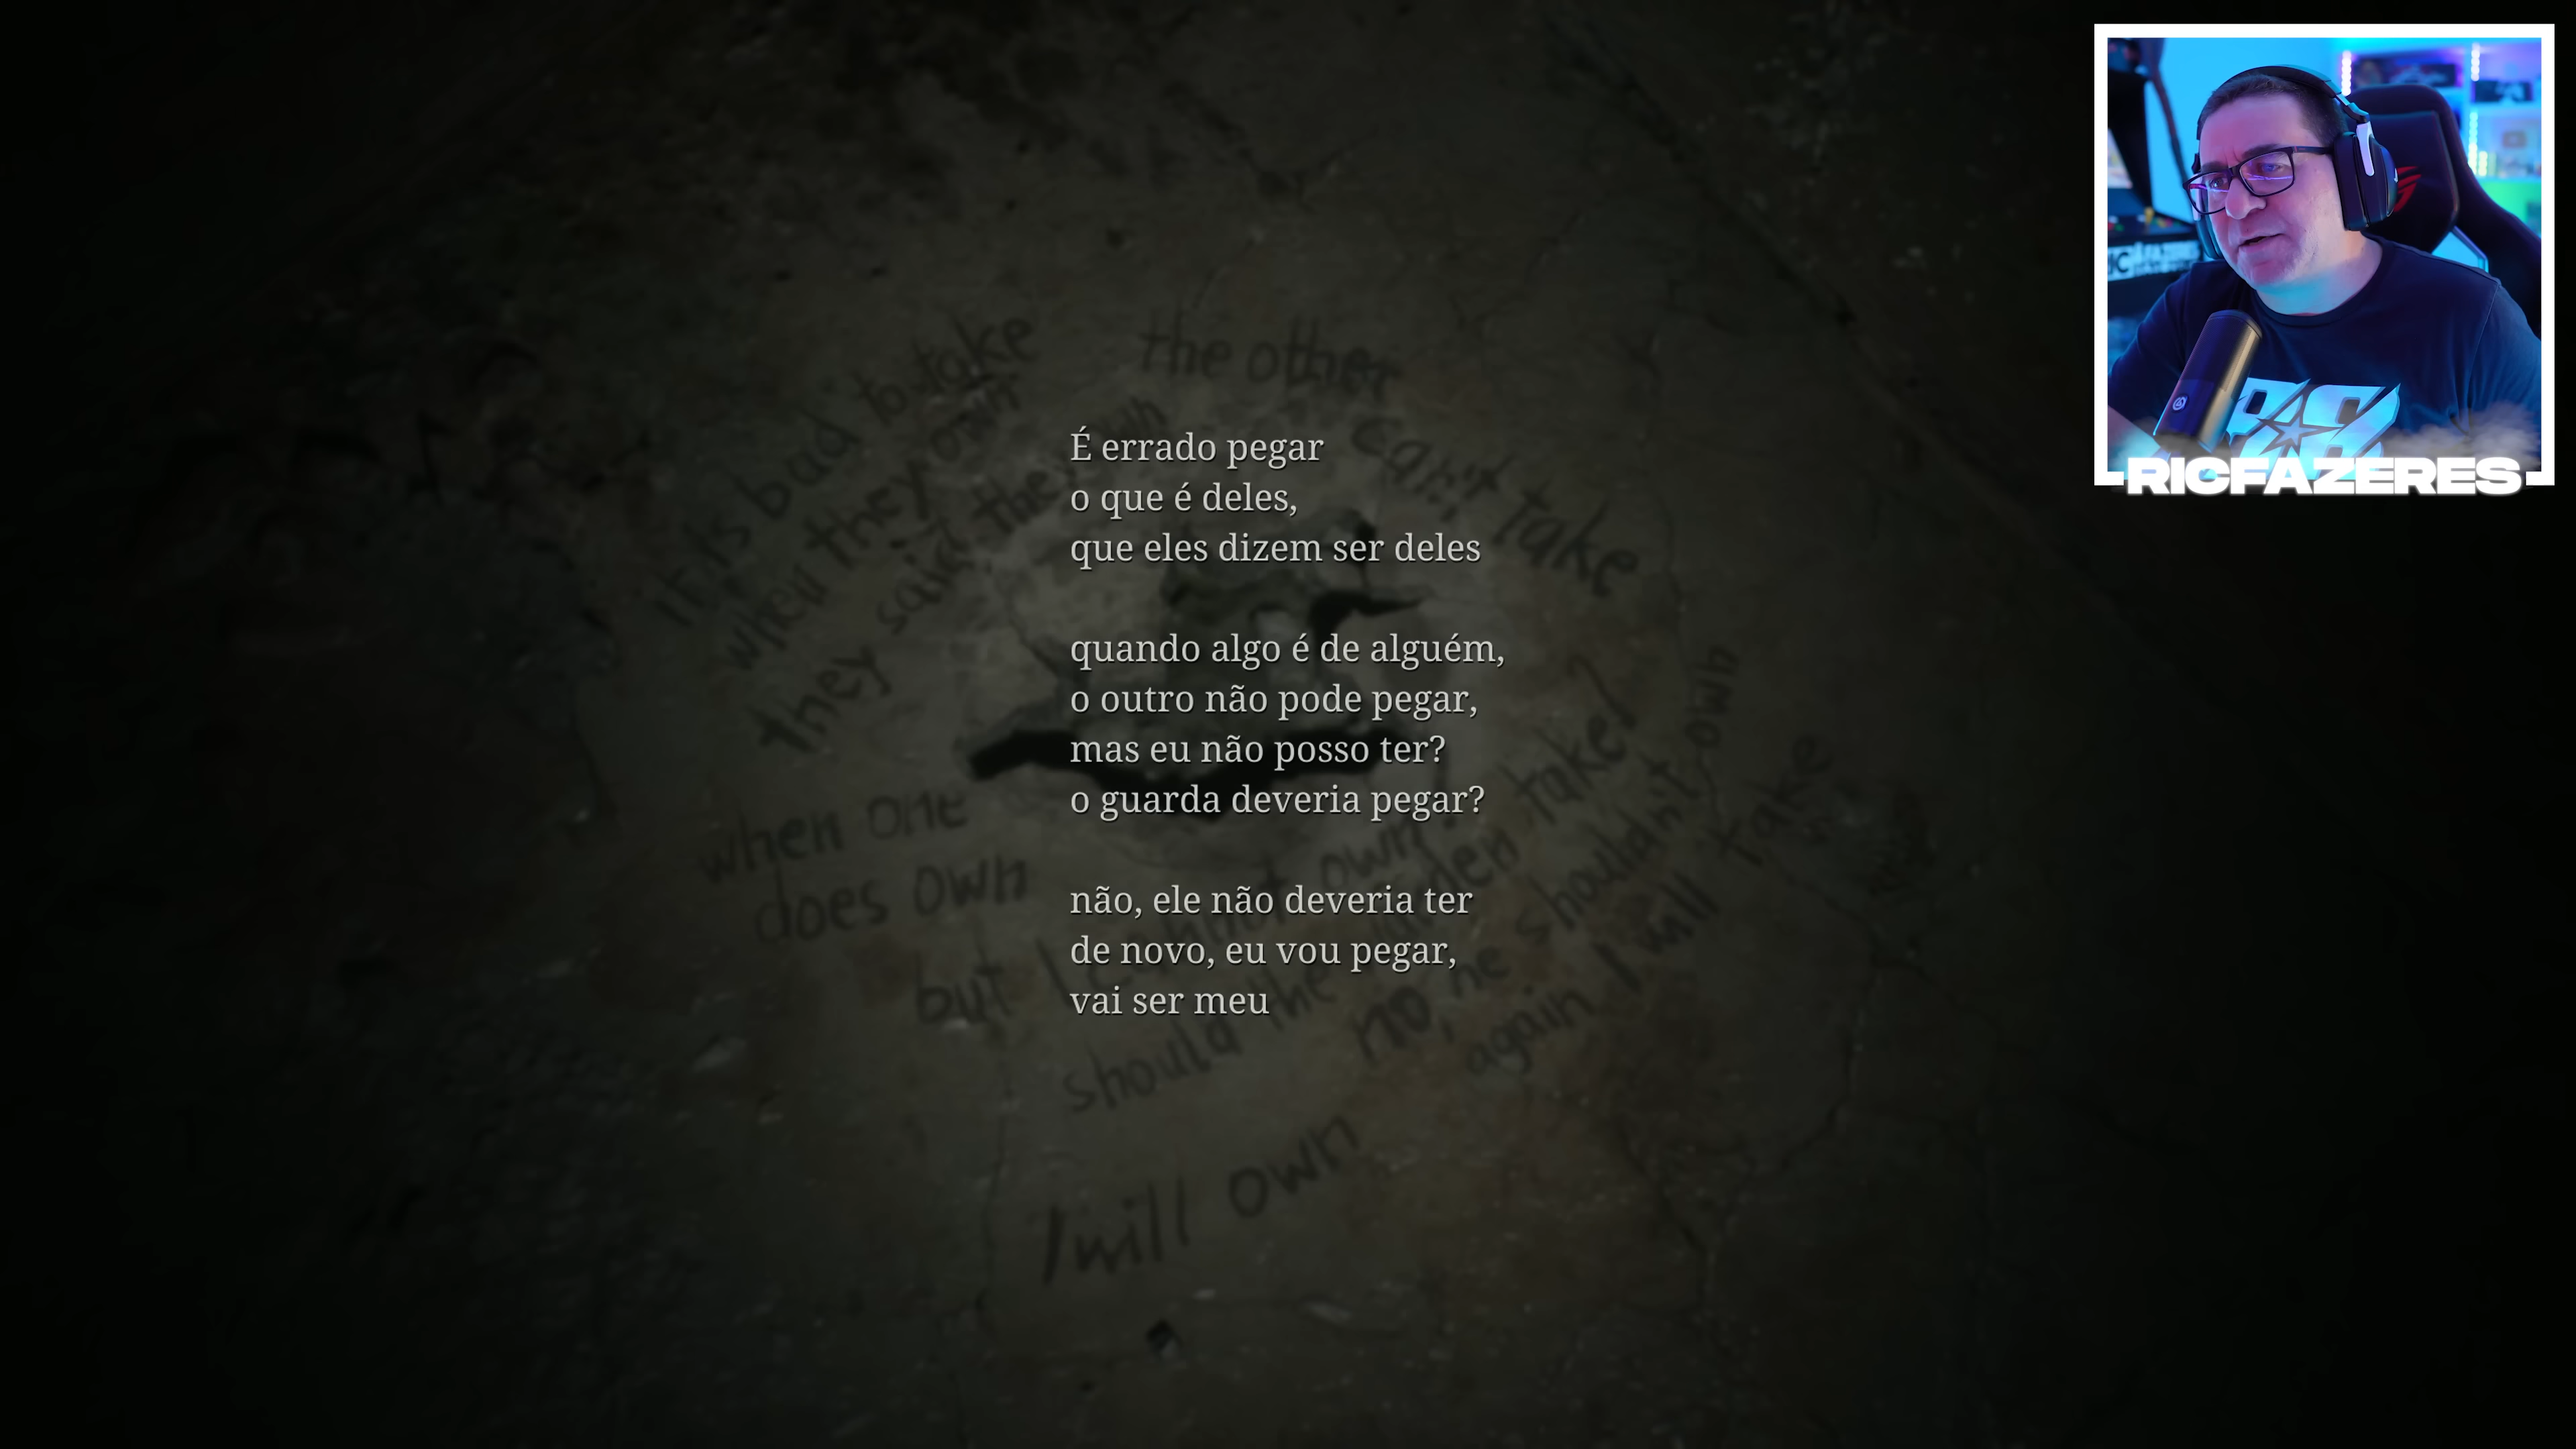 É errado pegar
o que é deles,
que eles dizem ser deles
quando algo é de alguém,
o outro não pode pegar,
mas eu não posso ter?
o guarda deveria pegar?
não, ele não deveria ter
de novo, eu vou pegar,
vai ser meu
it is bad to take
when they own
they said they own
the other
can't take
when one
does own
but I cannot own?
should the warden take?
no, he shouldn't own
again I will take
I will own
RICFAZERES